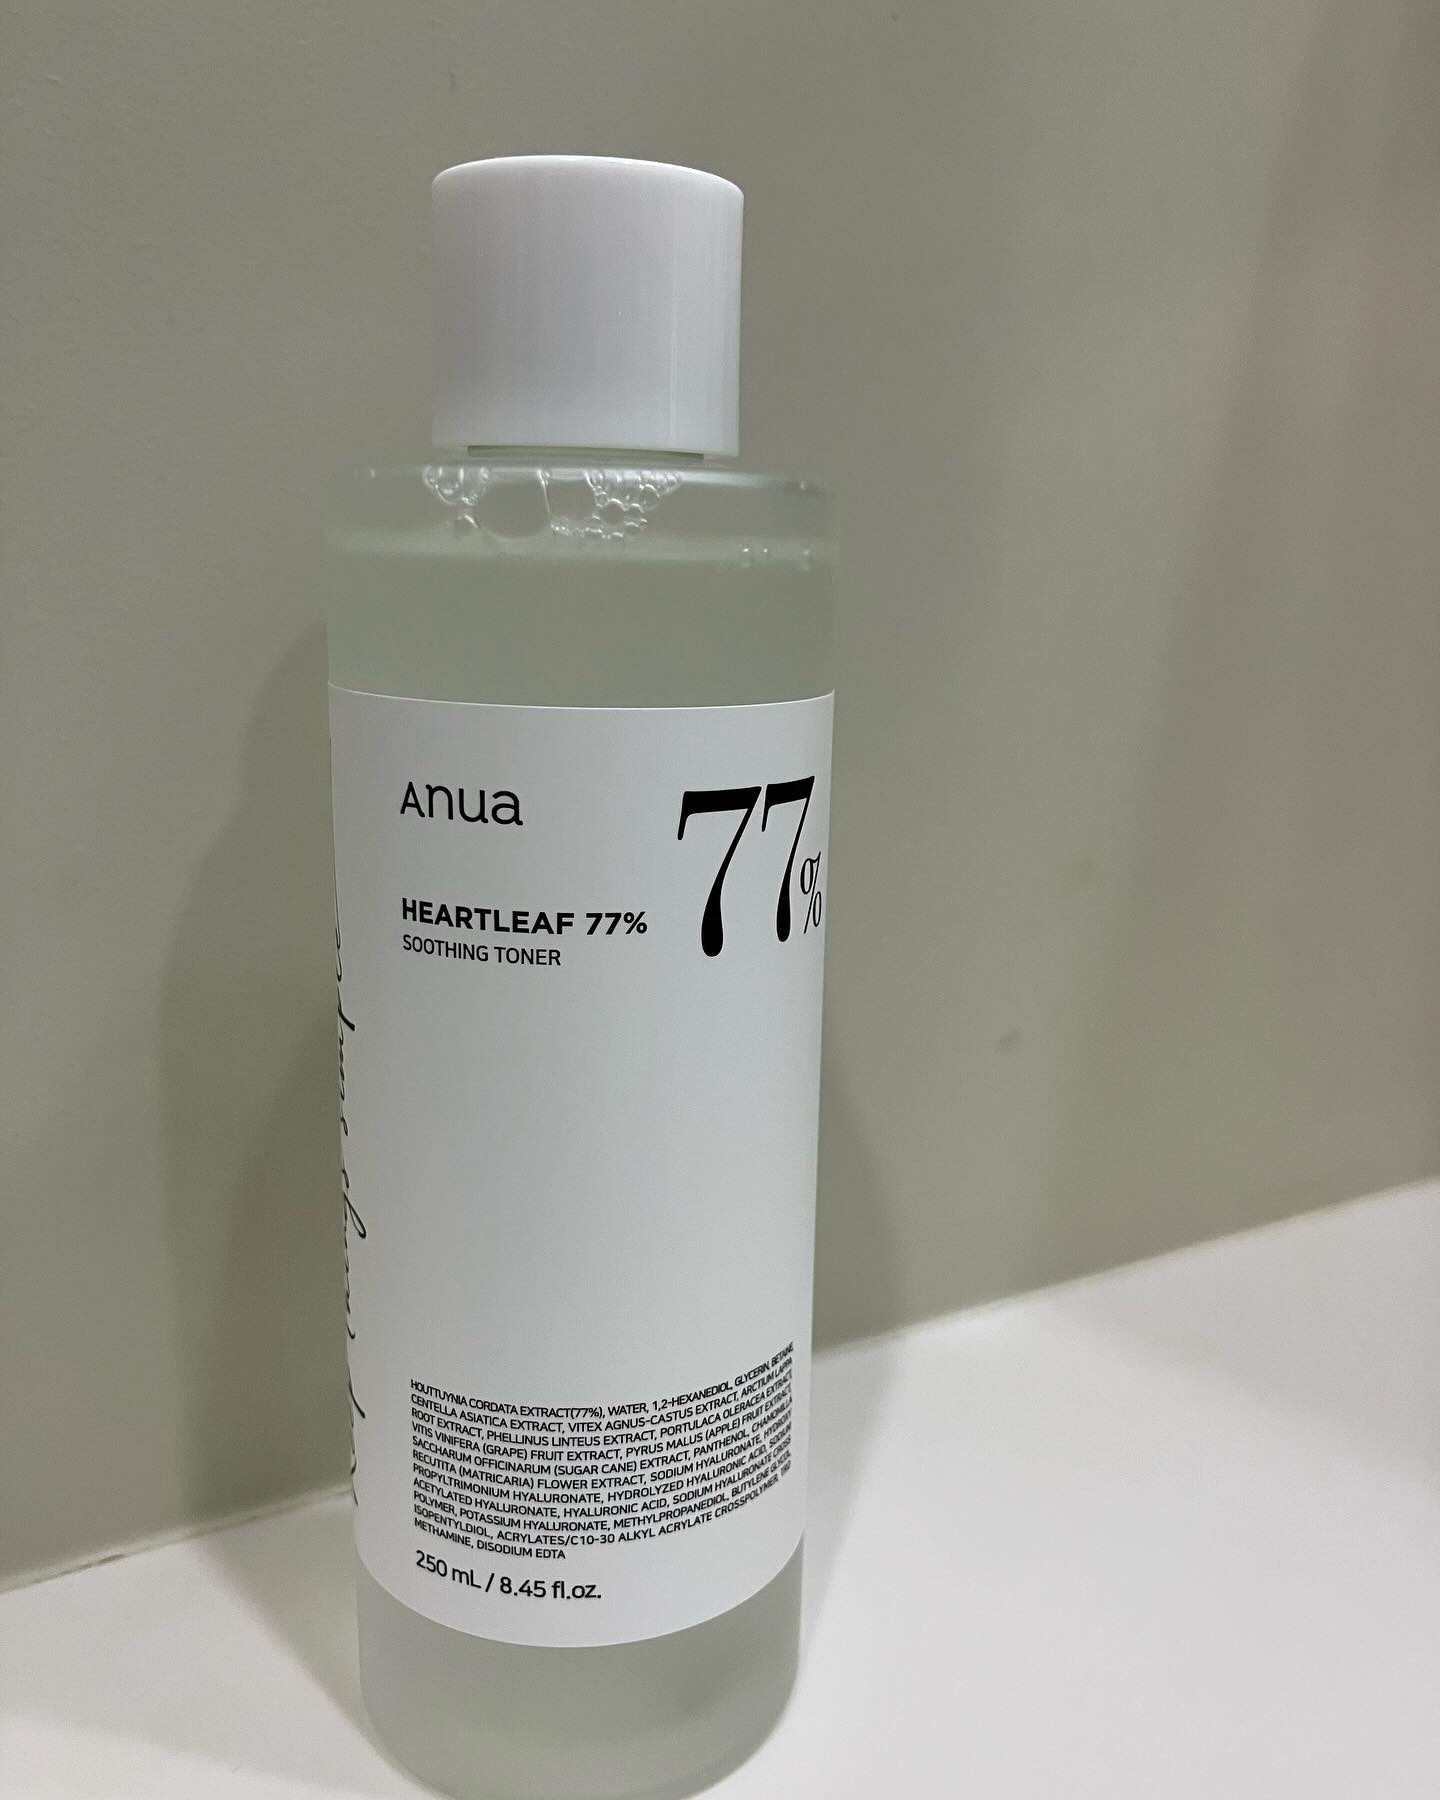 Anua
77%
HEARTLEAF 77%
SOOTHING TONER
HOUTTUYNIA CORDATA EXTRACT(77%), WATER, 1,2-HEXANEDIOL, GLYCERIN, BETAINE,
CENTELLA ASIATICA EXTRACT, VITEX AGNUS-CASTUS EXTRACT, ARCTIUM LAPPA
ROOT EXTRACT, PHELLINUS LINTEUS EXTRACT, PORTULACA OLERACEA EXTRACT,
VITIS VINIFERA (GRAPE) FRUIT EXTRACT, PYRUS MALUS (APPLE) FRUIT EXTRACT,
SACCHARUM OFFICINARUM (SUGAR CANE) EXTRACT, PANTHENOL, CHAMOMILLA
RECUTITA (MATRICARIA) FLOWER EXTRACT, SODIUM HYALURONATE, HYDROXY
PROPYLTRIMONIUM HYALURONATE, HYDROLYZED HYALURONIC ACID, SODIUM
ACETYLATED HYALURONATE, HYALURONIC ACID, SODIUM HYALURONATE CROSS
POLYMER, POTASSIUM HYALURONATE, METHYLPROPANEDIOL, BUTYLENE GLYCOL,
ISOPENTYLDIOL, ACRYLATES/C10-30 ALKYL ACRYLATE CROSSPOLYMER, TRO
METHAMINE, DISODIUM EDTA
250 mL / 8.45 fl.oz.